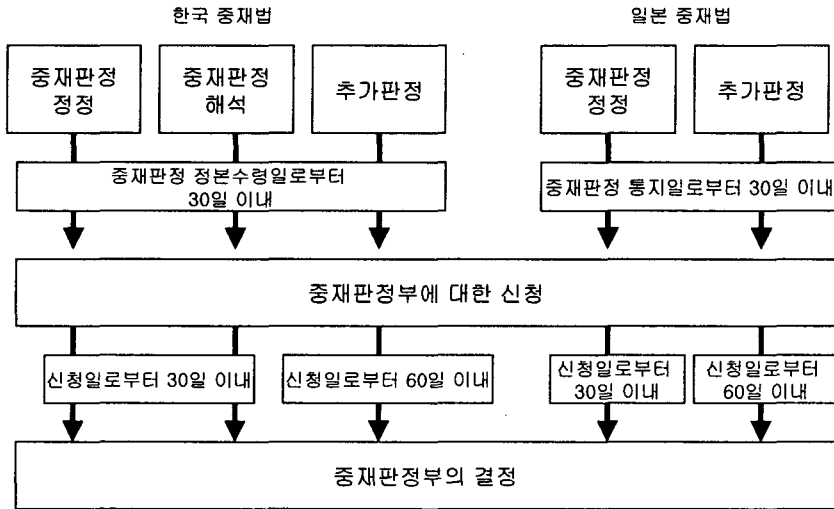 한국 중재법
일본 중재법
중재판정
정정
중재판정
해석
추가판정
중재판정
정정
추가판정
중재판정 정본수령일로부터
30일 이내
중재판정 통지일로부터 30일 이내
중재판정부에 대한 신청
신청일로부터 30일 이내
신청일로부터 60일 이내
신청일로부터
30일 이내
신청일로부터
60일 이내
중재판정부의 결정